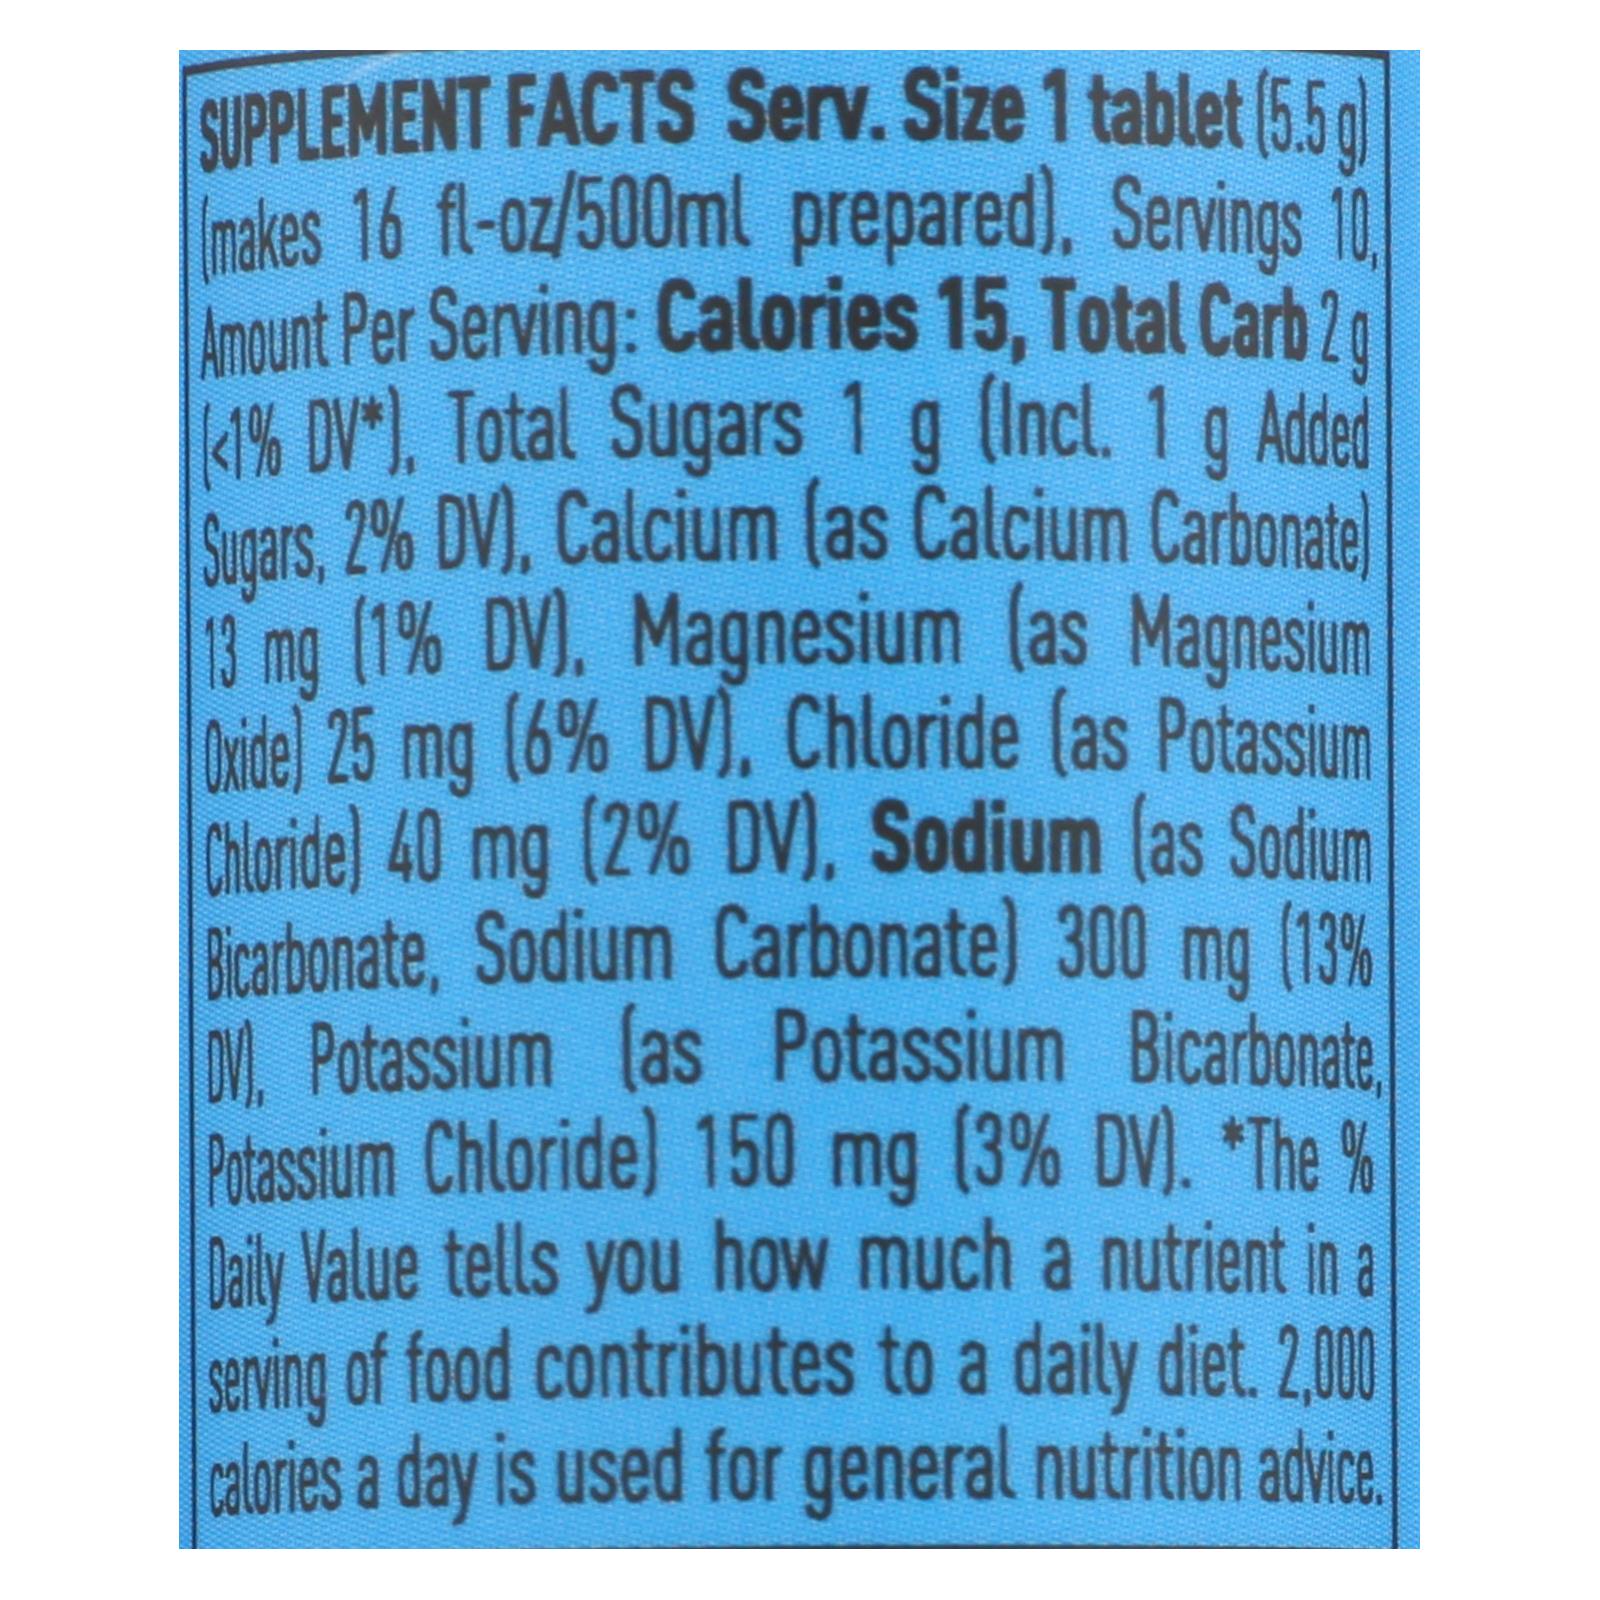 SUPPLEMENT FACTS Serv. Size 1 tablet (5.5 g)
(makes 16 fl-oz/500ml prepared), Servings 10,
Amount Per Serving: Calories 15, Total Carb 2 g
(<1% DV*), Total Sugars 1 g (Incl. 1 g Added
Sugars, 2% DV), Calcium (as Calcium Carbonate)
13 mg (1% DV), Magnesium (as Magnesium
Oxide) 25 mg (6% DV), Chloride (as Potassium
Chloride) 40 mg (2% DV), Sodium (as Sodium
Bicarbonate, Sodium Carbonate) 300 mg (13%
DV), Potassium (as Potassium Bicarbonate,
Potassium Chloride) 150 mg (3% DV). *The %
Daily Value tells you how much a nutrient in a
serving of food contributes to a daily diet. 2,000
calories a day is used for general nutrition advice.